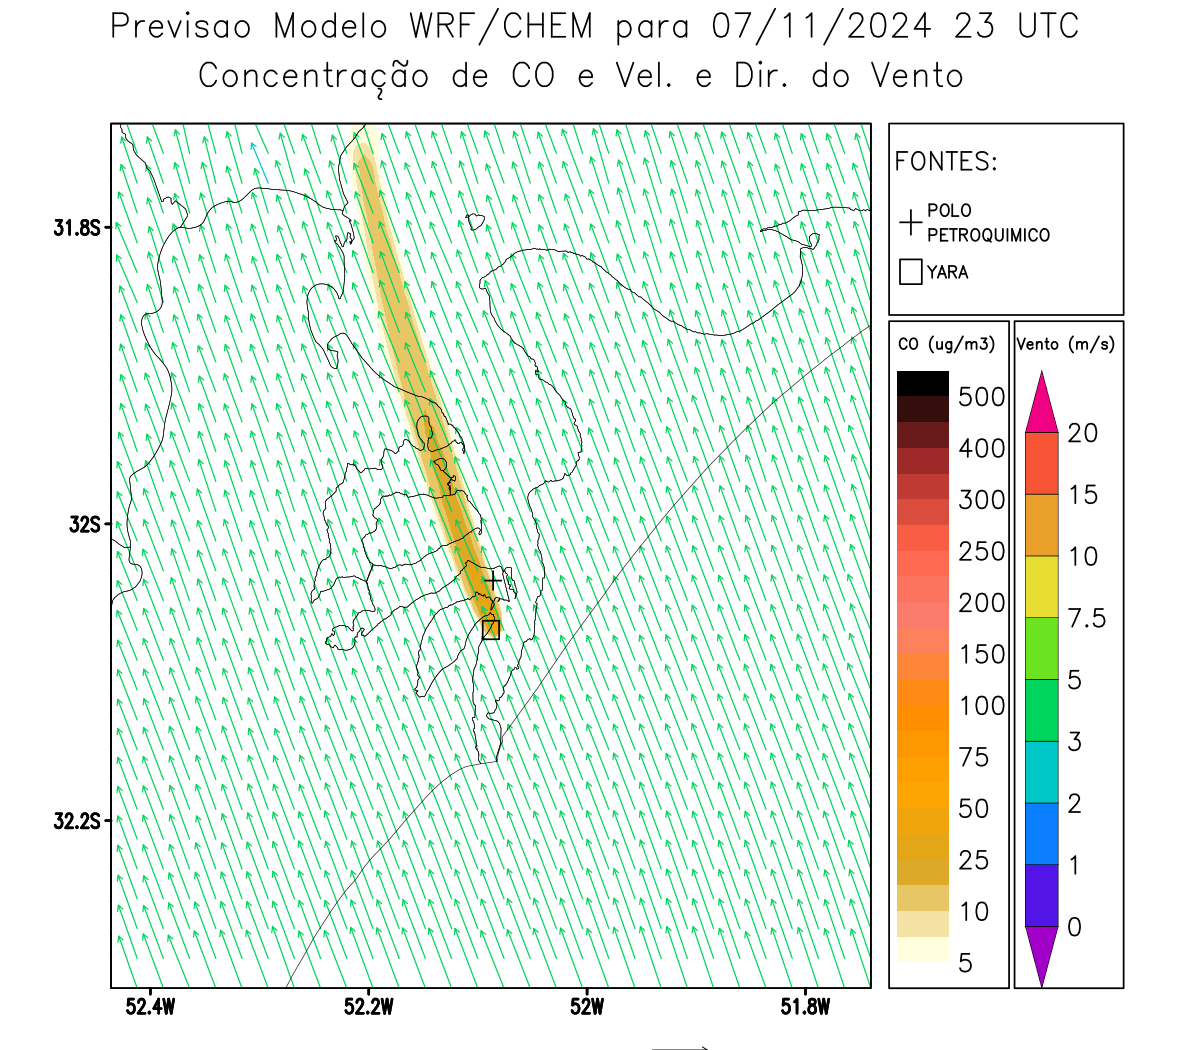 Previsao Modelo WRF/CHEM para 07/11/2024 23 UTC
Concentração de CO e Vel. e Dir. do Vento
FONTES:
POLO
PETROQUIMICO
YARA
31.8S
32S
32.2S
52.4W
52.2W
52W
51.8W
CO (ug/m3)
500
400
300
250
200
150
100
75
50
25
10
5
Vento (m/s)
20
15
10
7.5
5
3
2
1
0